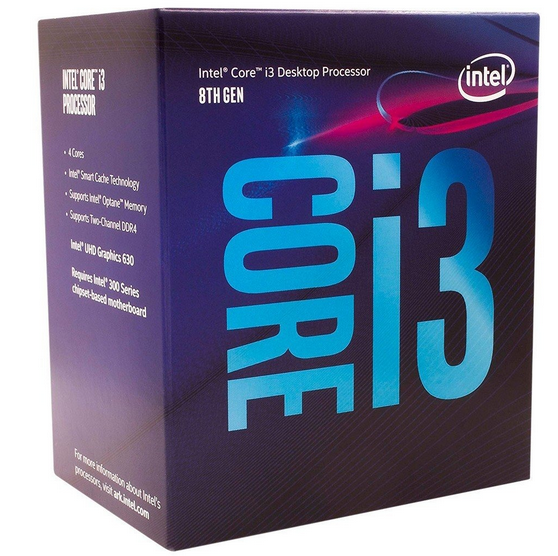 INTEL® CORE™ i3
PROCESSOR
• 4 Cores
• Intel® Smart Cache Technology
• Supports Intel® Optane™ Memory
• Supports Two-Channel DDR4
Intel® UHD Graphics 630
Requires Intel® 300 Series
chipset-based motherboard
For more information about Intel's
processors, visit ark.intel.com
Intel® Core™ i3 Desktop Processor
8TH GEN
intel®
CORE
i3